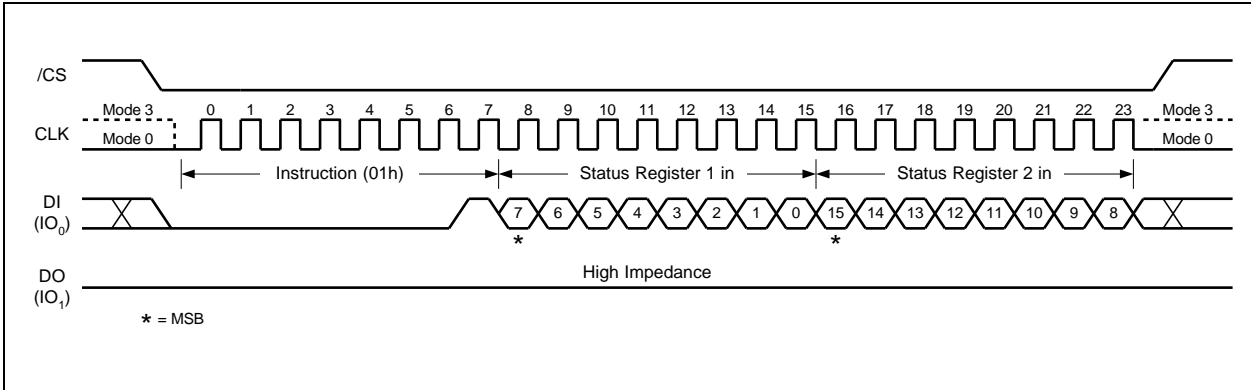 /CS
Mode 3 0 1 2 3 4 5 6 7 8 9 10 11 12 13 14 15 16 17 18 19 20 21 22 23 Mode 3
CLK Mode 0 Mode 0
Instruction (01h) Status Register 1 in Status Register 2 in
DI
(IO0) 7 6 5 4 3 2 1 0 15 14 13 12 11 10 9 8
* *
DO High Impedance
(IO1)
* = MSB